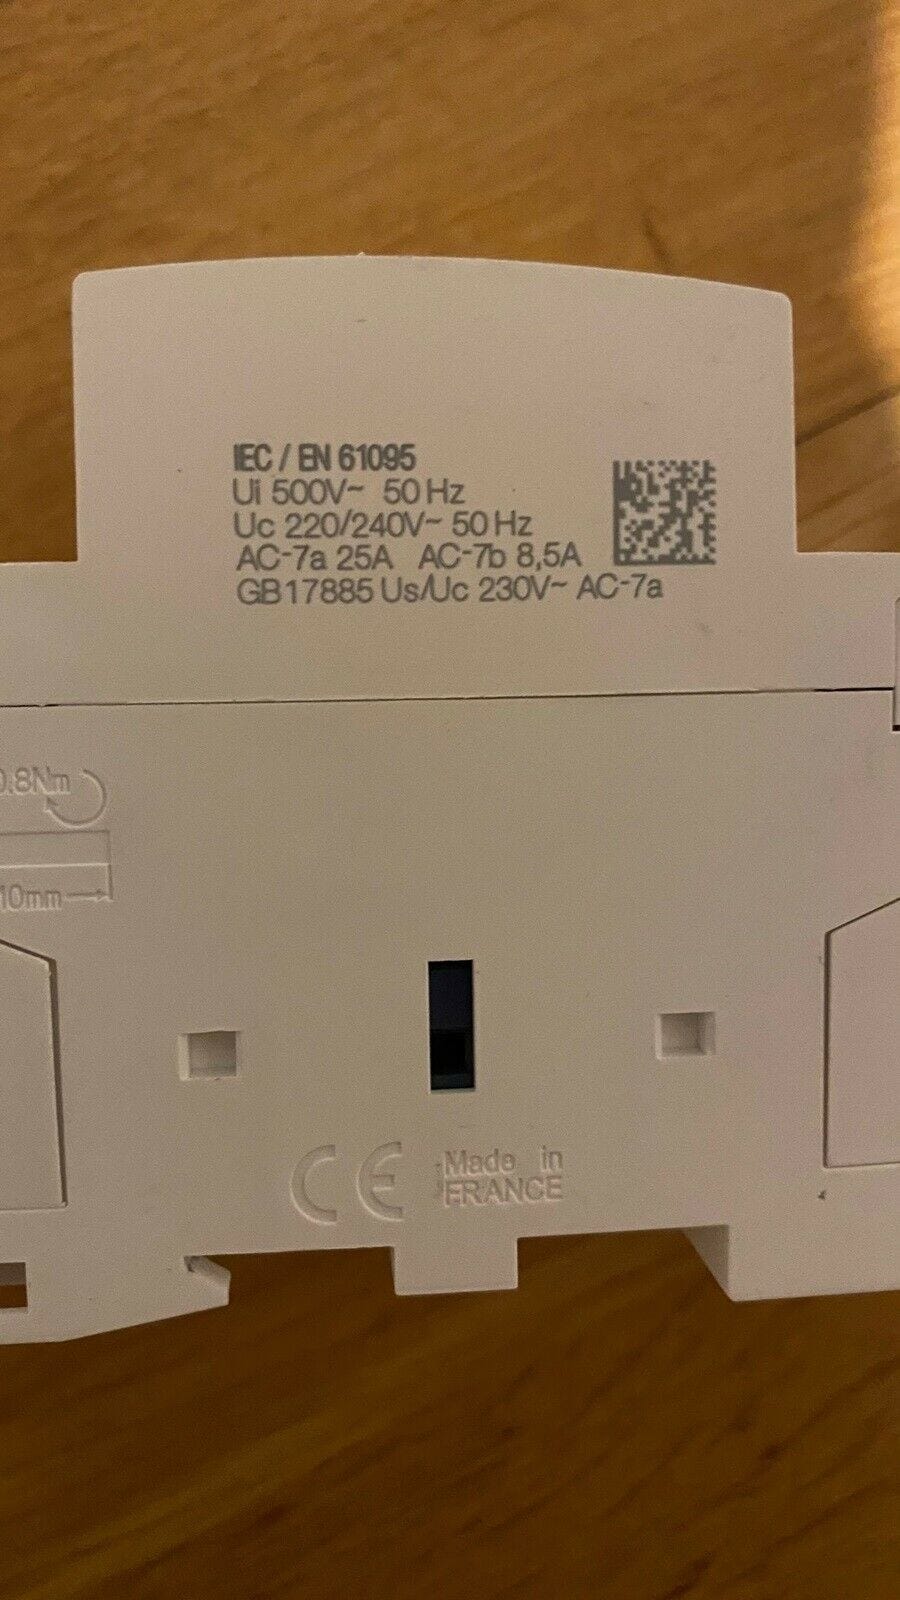 IEC / EN 61095
Ui 500V~ 50 Hz
Uc 220/240V~ 50 Hz
AC-7a 25A AC-7b 8,5A
GB17885 Us/Uc 230V~ AC-7a
0.8Nm
10mm
CE
Made in
FRANCE